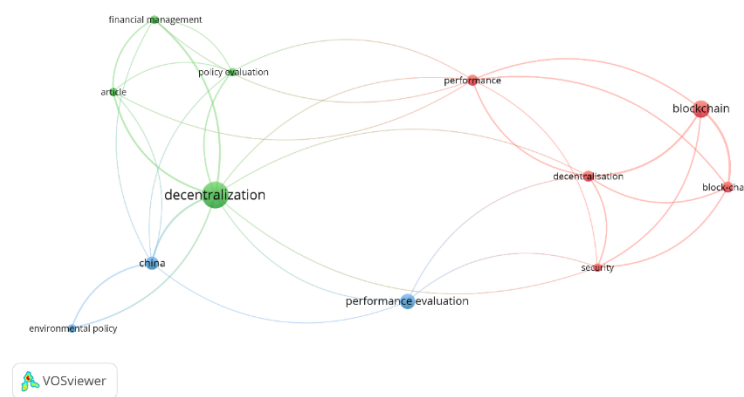 financial management
policy evaluation
article
performance
blockchain
decentralisation
block-cha
decentralization
china
security
performance evaluation
environmental policy
VOSviewer